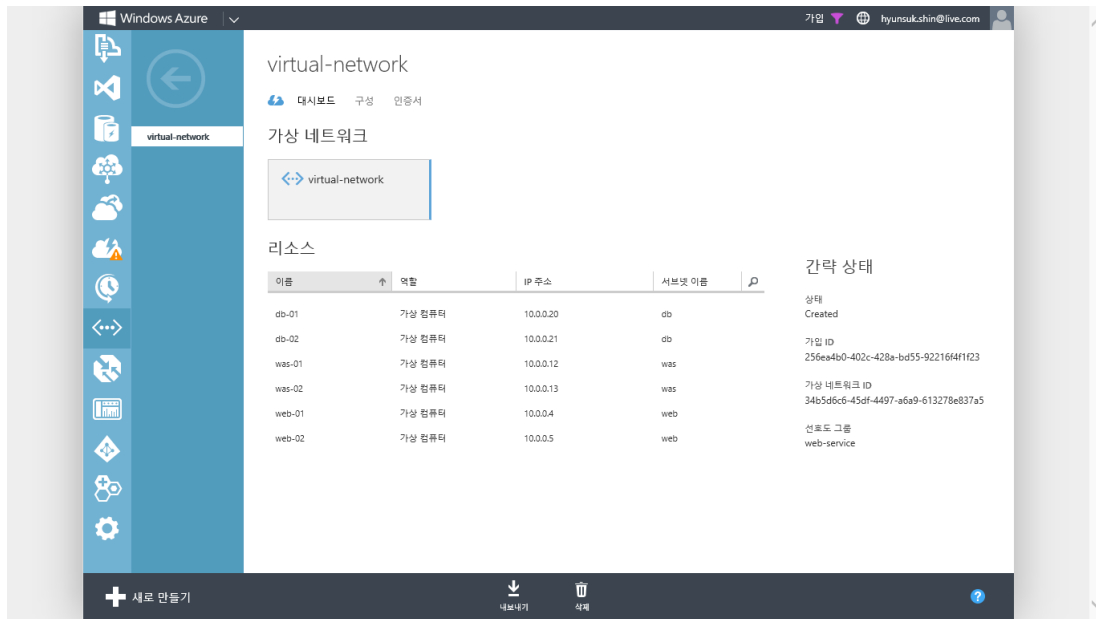 Windows Azure
가입
hyunsuk.shin@live.com
virtual-network
virtual-network
대시보드 구성 인증서
가상 네트워크
virtual-network
리소스
이름 역할 IP 주소 서브넷 이름
db-01 가상 컴퓨터 10.0.0.20 db
db-02 가상 컴퓨터 10.0.0.21 db
was-01 가상 컴퓨터 10.0.0.12 was
was-02 가상 컴퓨터 10.0.0.13 was
web-01 가상 컴퓨터 10.0.0.4 web
web-02 가상 컴퓨터 10.0.0.5 web
간략 상태
상태
Created
가입 ID
256ea4b0-402c-428a-bd55-92216f4f1f23
가상 네트워크 ID
34b5d6c6-45df-4497-a6a9-613278e837a5
선호도 그룹
web-service
새로 만들기
내보내기
삭제
?